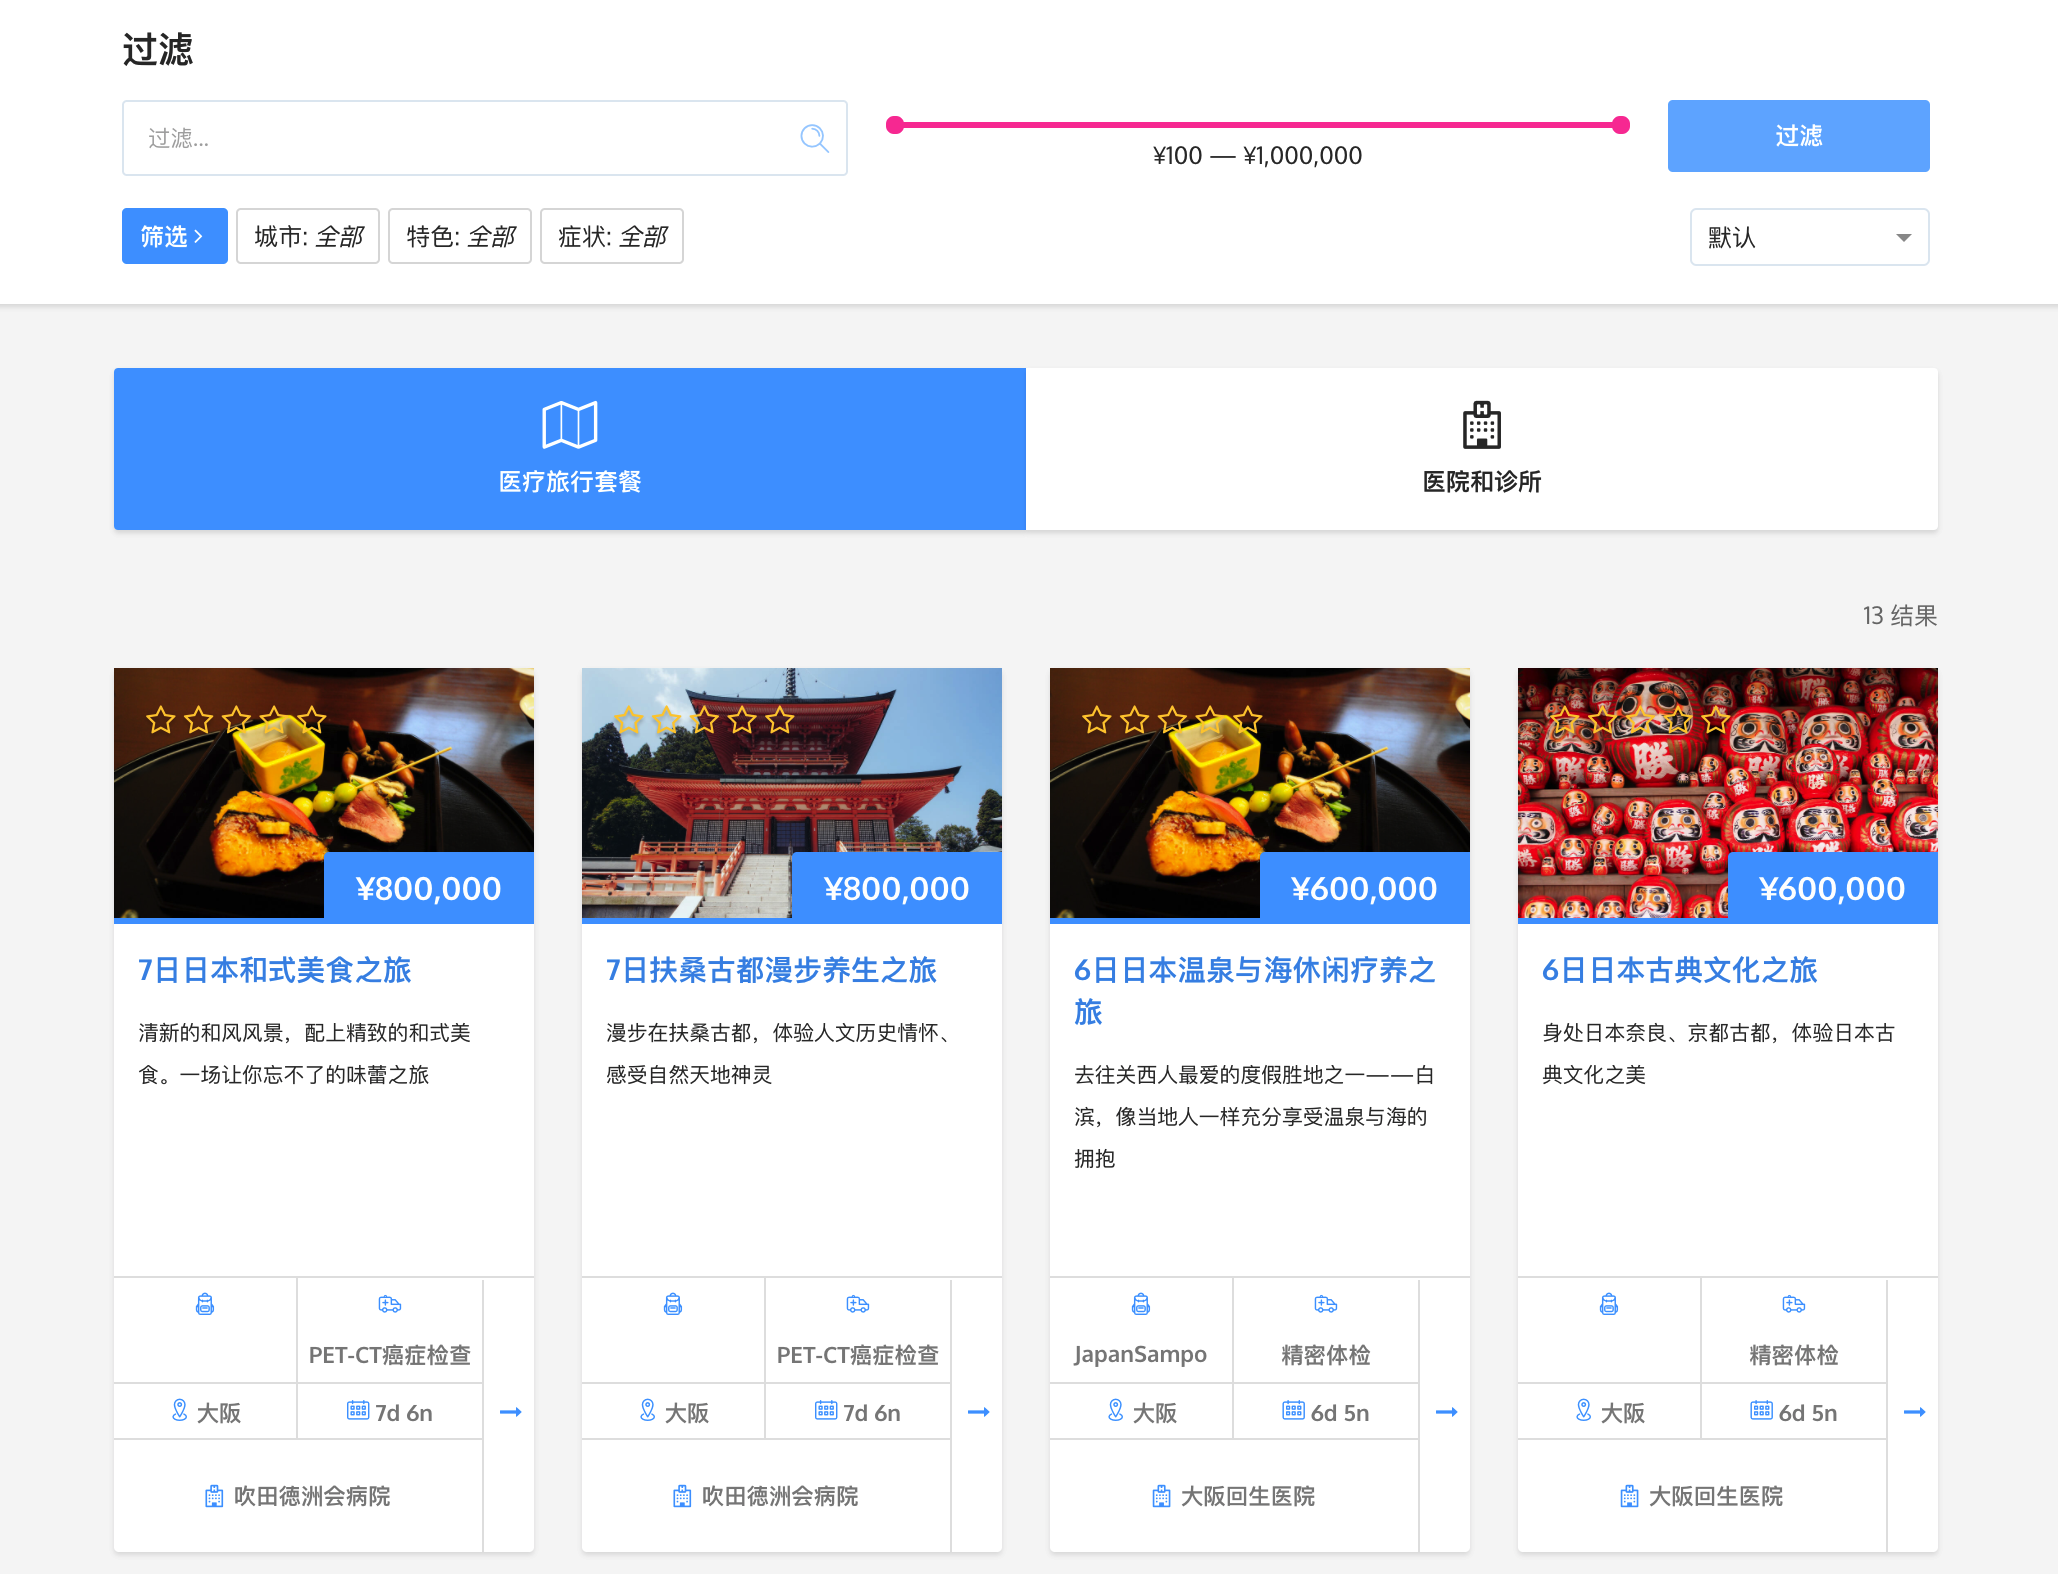 过滤
过滤...
¥100 — ¥1,000,000
过滤
筛选
城市: 全部
特色: 全部
症状: 全部
默认
医疗旅行套餐
医院和诊所
13 结果
¥800,000
7日日本和式美食之旅
清新的和风风景，配上精致的和式美
食。一场让你忘不了的味蕾之旅
PET-CT癌症检查
大阪
7d 6n
吹田徳洲会病院
¥800,000
7日扶桑古都漫步养生之旅
漫步在扶桑古都，体验人文历史情怀、
感受自然天地神灵
PET-CT癌症检查
大阪
7d 6n
吹田徳洲会病院
¥600,000
6日日本温泉与海休闲疗养之
旅
去往关西人最爱的度假胜地之一——白
滨，像当地人一样充分享受温泉与海的
拥抱
JapanSampo
精密体检
大阪
6d 5n
大阪回生医院
勝
¥600,000
6日日本古典文化之旅
身处日本奈良、京都古都，体验日本古
典文化之美
精密体检
大阪
6d 5n
大阪回生医院